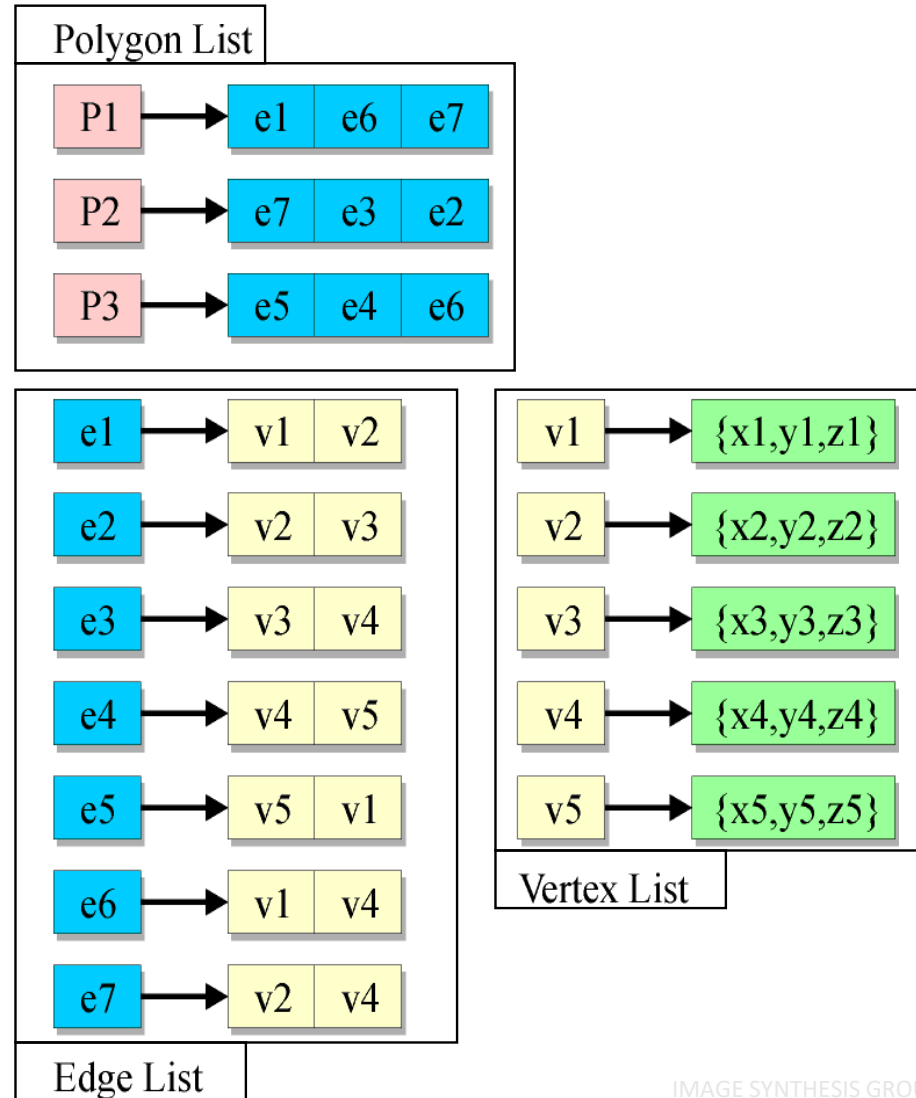 Polygon List
P1 e1 e6 e7
P2 e7 e3 e2
P3 e5 e4 e6
e1 v1 v2
e2 v2 v3
e3 v3 v4
e4 v4 v5
e5 v5 v1
e6 v1 v4
e7 v2 v4
Edge List
v1 {x1,y1,z1}
v2 {x2,y2,z2}
v3 {x3,y3,z3}
v4 {x4,y4,z4}
v5 {x5,y5,z5}
Vertex List
IMAGE SYNTHESIS GROU